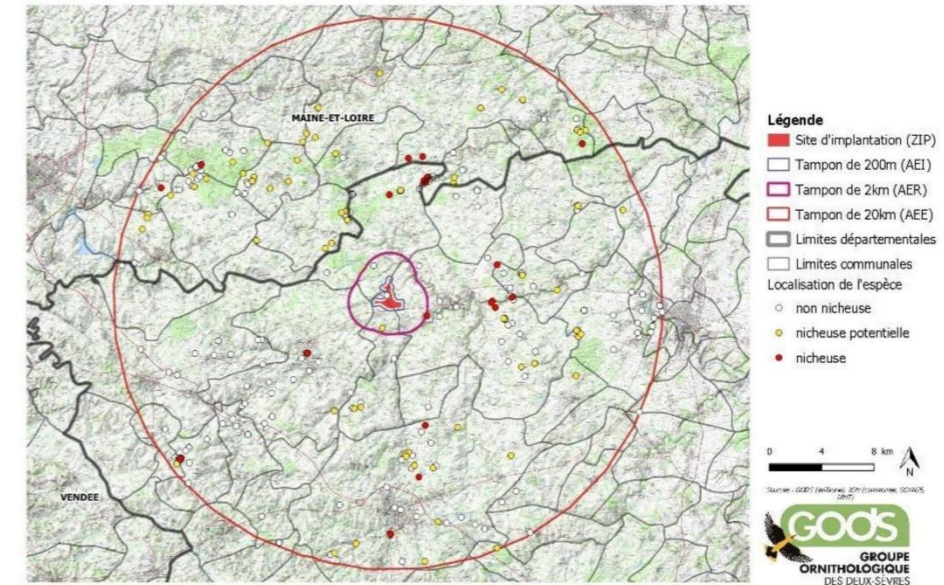 MAINE-ET-LOIRE
VENDEE
Légende
Site d'implantation (ZIP)
Tampon de 200m (AEI)
Tampon de 2km (AER)
Tampon de 20km (AEE)
Limites départementales
Limites communales
Localisation de l'espèce
non nicheuse
nicheuse potentielle
nicheuse
0 4 8 km
N
GODS
GROUPE
ORNITHOLOGIQUE
DES DEUX-SÈVRES